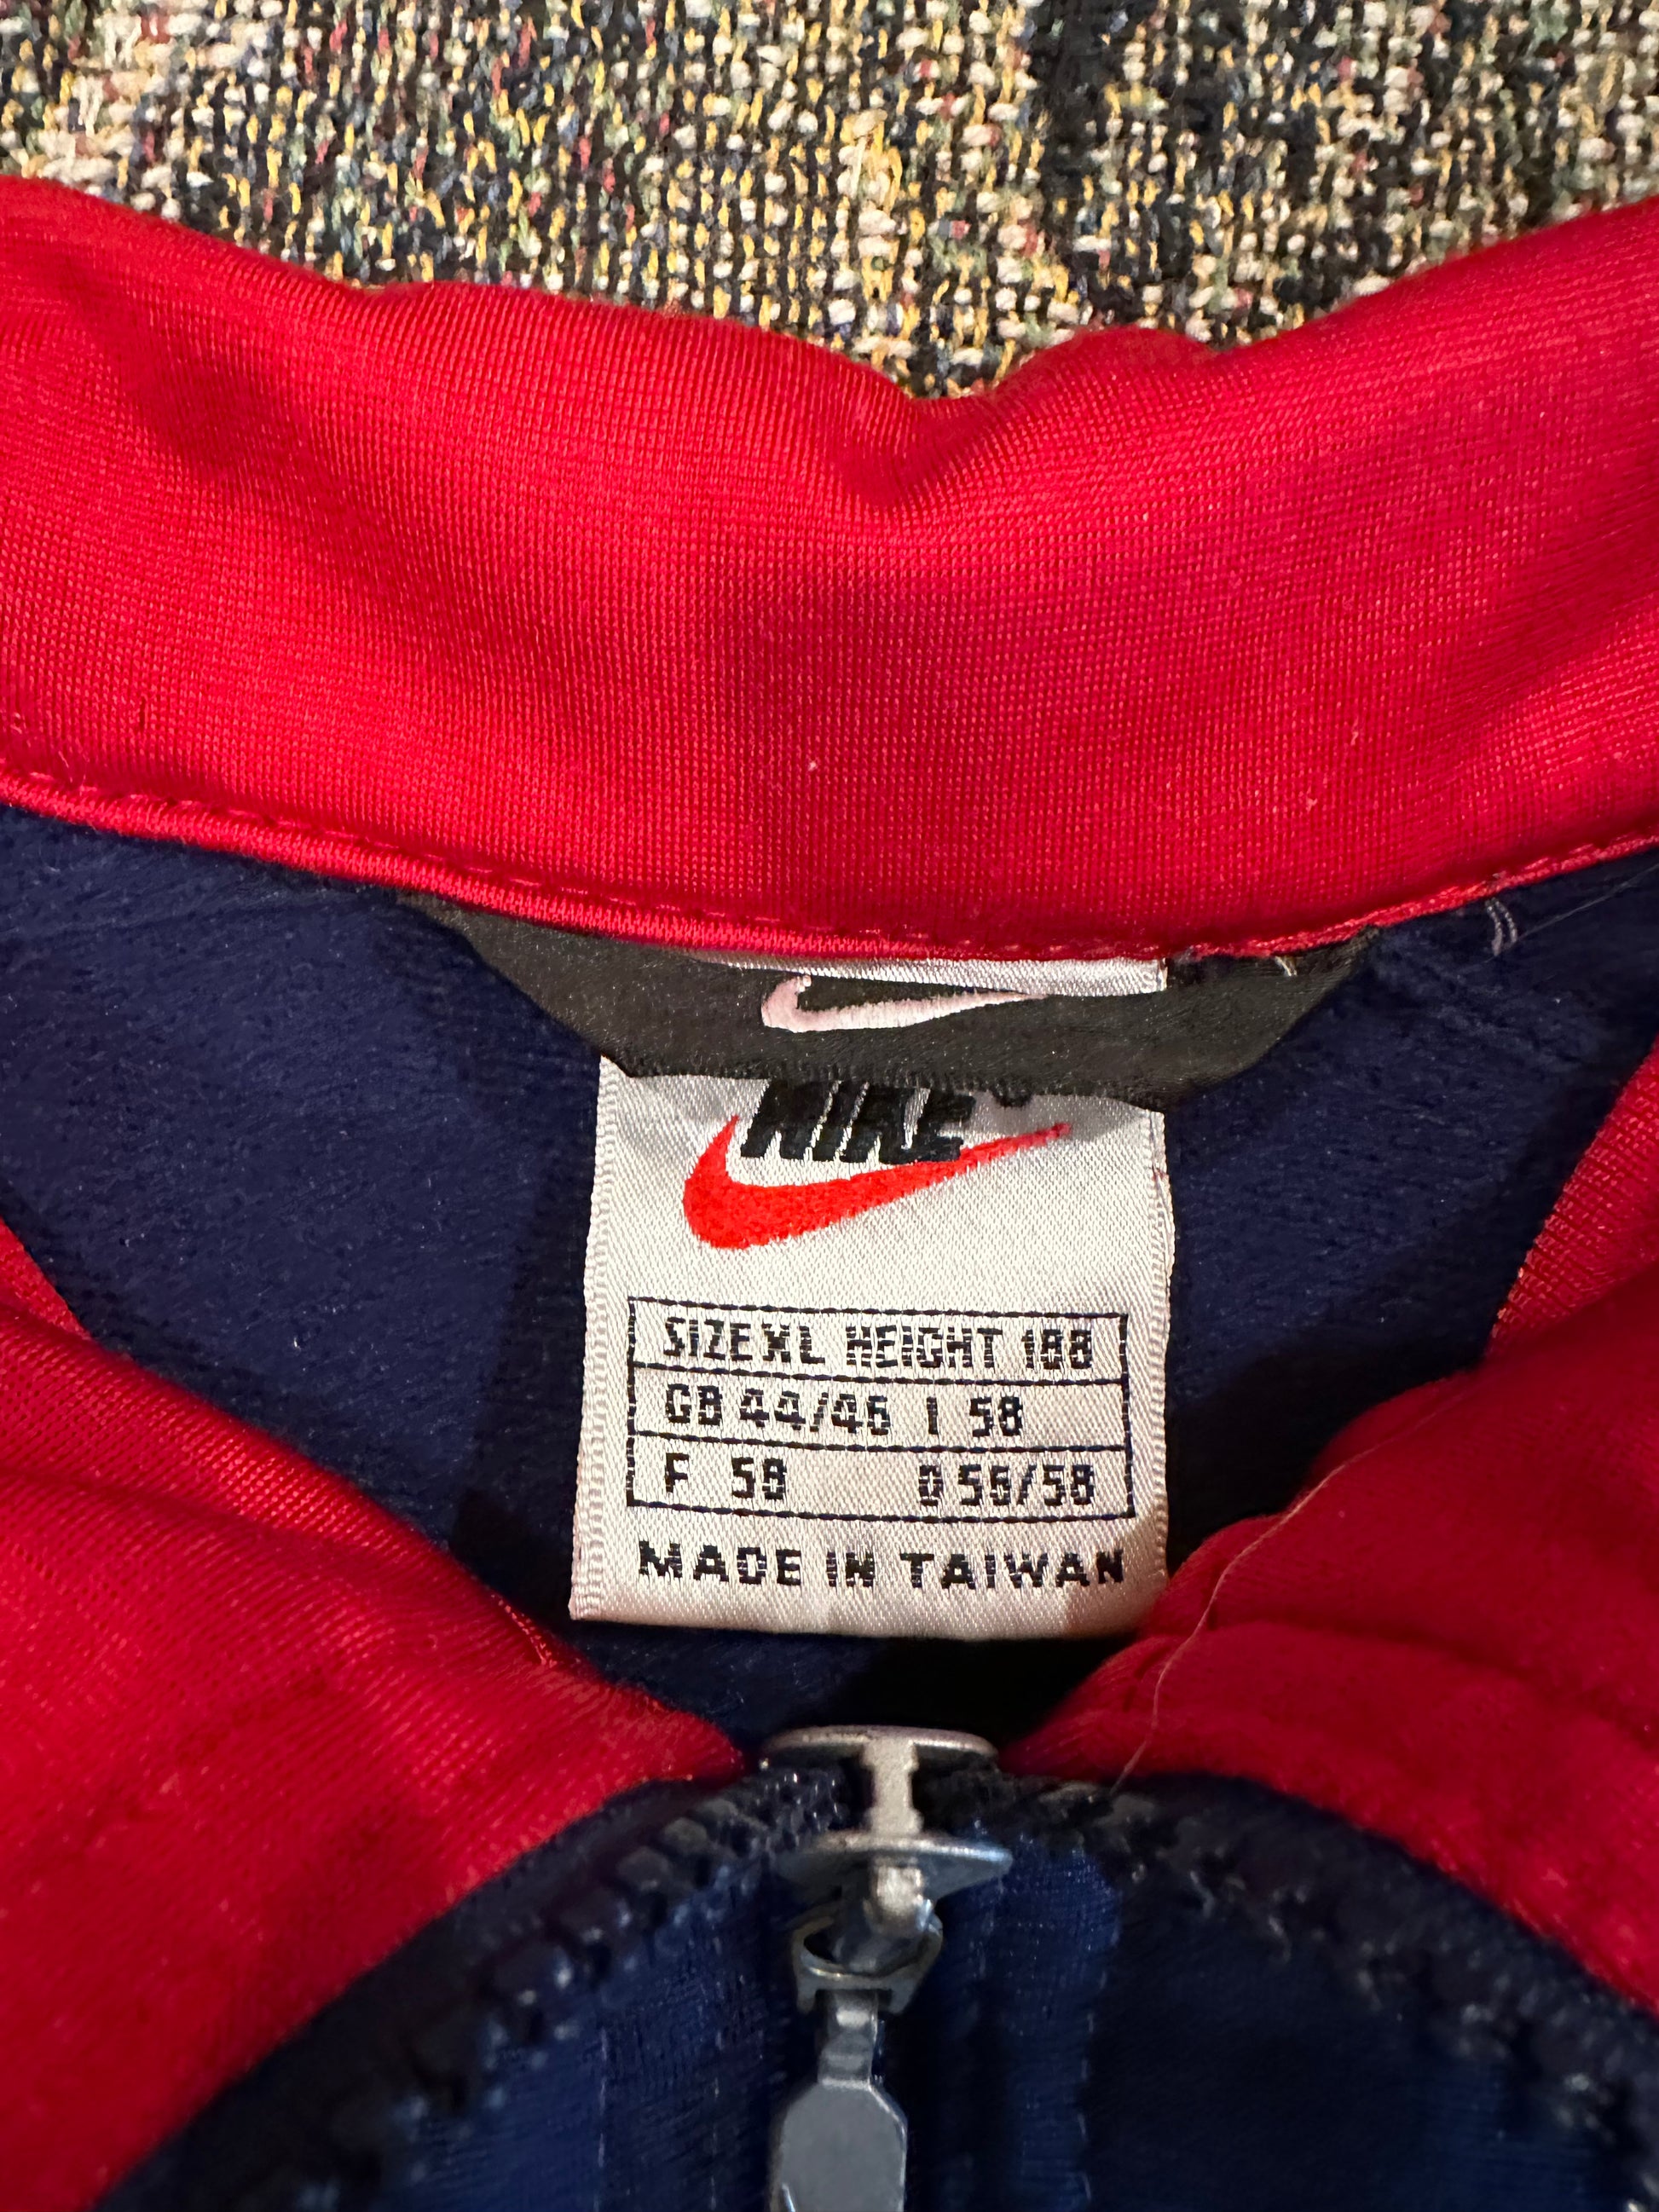 NIKE
SIZE XL HEIGHT 188
GB 44/46 I 58
F 58 D 56/58
MADE IN TAIWAN